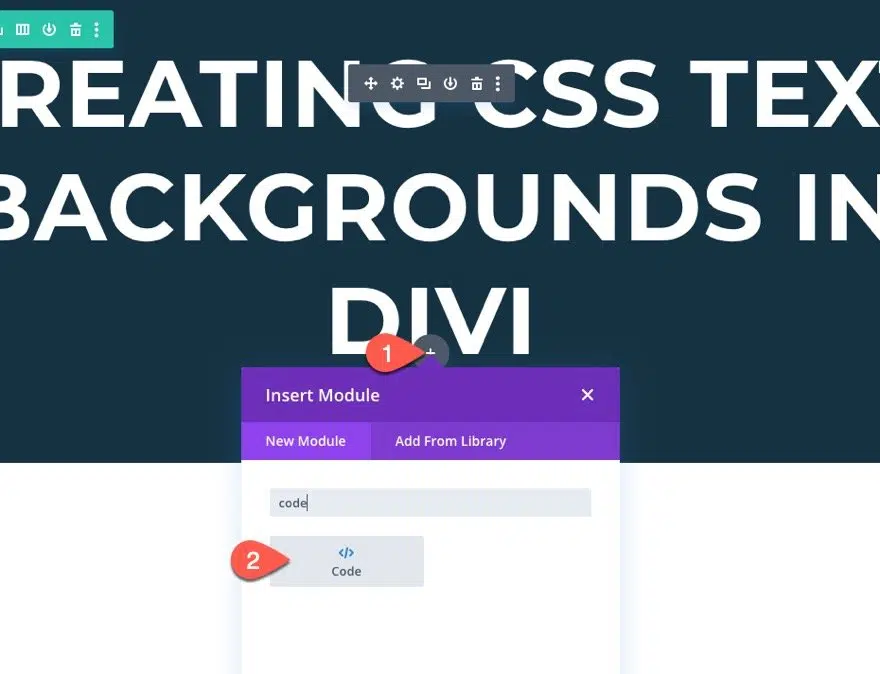 REATING CSS TEXT
BACKGROUNDS IN
DIVI
1
+
Insert Module
New Module
Add From Library
code
2
</>
Code